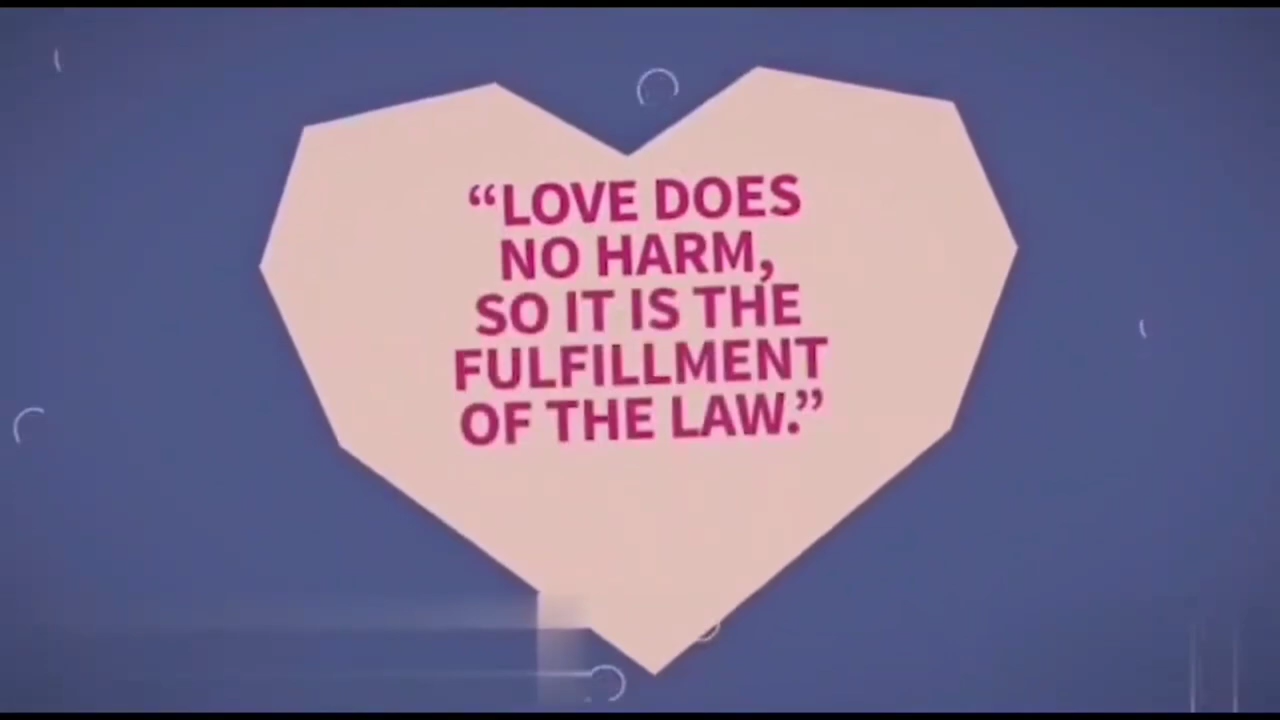 “LOVE DOES
NO HARM,
SO IT IS THE
FULFILLMENT
OF THE LAW.”